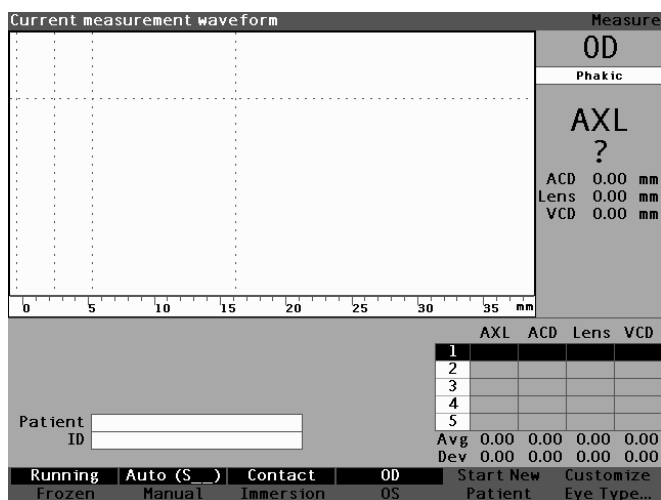 Current measurement waveform Measure
OD
Phakic
AXL
?
ACD 0.00 mm
Lens 0.00 mm
VCD 0.00 mm
0 5 10 15 20 25 30 35 mm
AXL ACD Lens VCD
1
2
3
4
5
Patient
ID
Avg 0.00 0.00 0.00 0.00
Dev 0.00 0.00 0.00 0.00
Running Auto (S__) Contact OD Start New Customize
Frozen Manual Immersion OS Patient Eye Type...